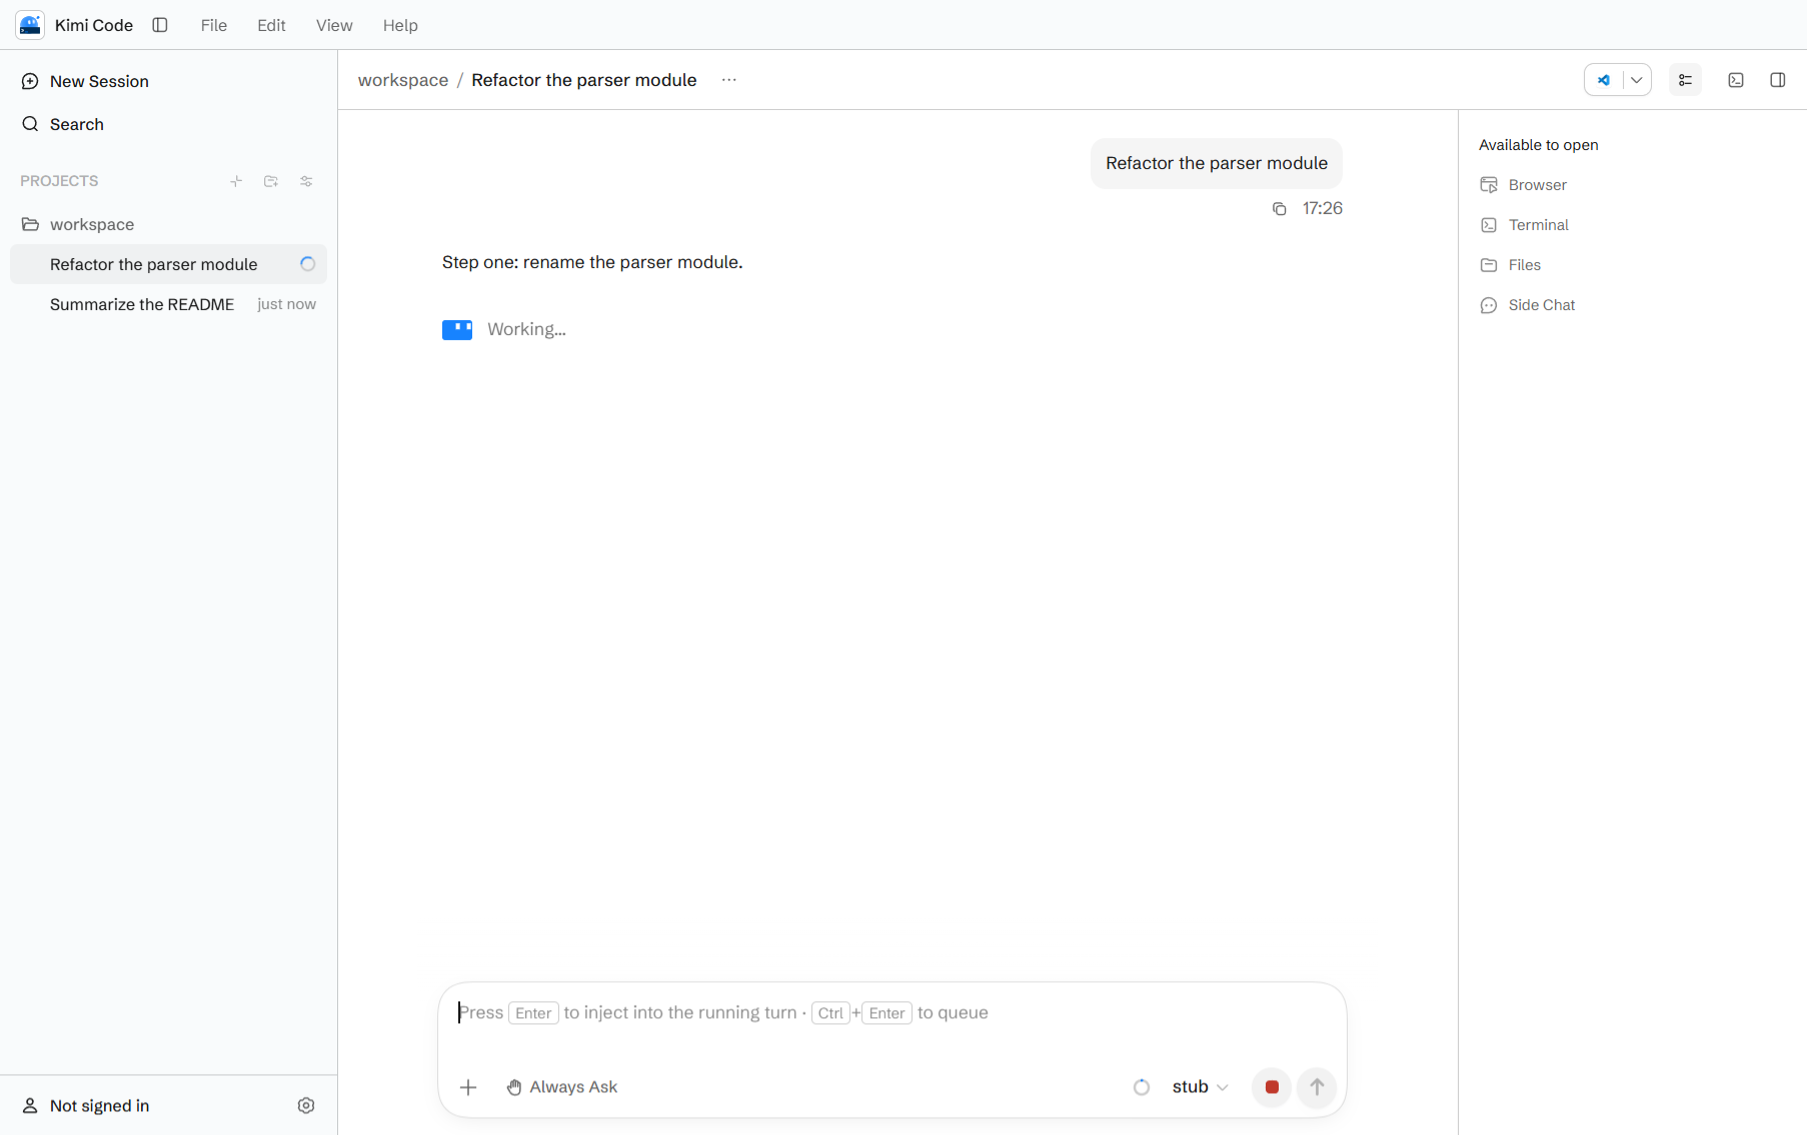 Kimi Code File Edit View Help
New Session
Search
PROJECTS
workspace
Refactor the parser module
Summarize the README just now
Not signed in
workspace / Refactor the parser module ···
Refactor the parser module
17:26
Step one: rename the parser module.
Working...
Press Enter to inject into the running turn · Ctrl+Enter to queue
Always Ask stub
Available to open
Browser
Terminal
Files
Side Chat